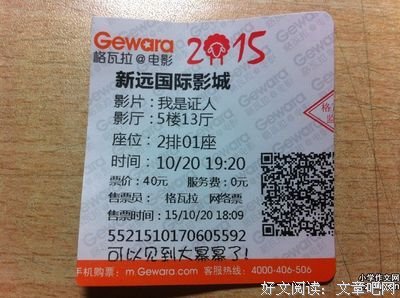 Gewara 2015
格瓦拉@电影
新远国际影城
影片：我是证人
影厅：5楼13厅
座位：2排01座
时间：10/20 19:20
票价：40元 服务费：0元
售票员： 格瓦拉 网络票
售票时间：15/10/20 18:09
5521510170605592
可以见到大幂幂了！
手机购票：m.Gewara.com 客服热线：4000-406-506
小学作文网
好文阅读：文章吧网